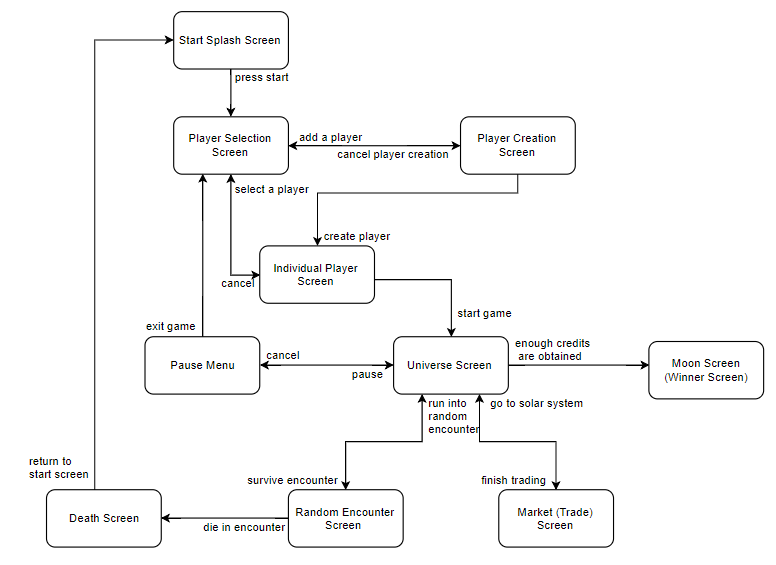 Start Splash Screen
press start
Player Selection
Screen
add a player
cancel player creation
Player Creation
Screen
select a player
create player
cancel
Individual Player
Screen
start game
exit game
Pause Menu
cancel
pause
Universe Screen
enough credits
are obtained
Moon Screen
(Winner Screen)
run into
random
encounter
go to solar system
return to
start screen
survive encounter
finish trading
Death Screen
die in encounter
Random Encounter
Screen
Market (Trade)
Screen